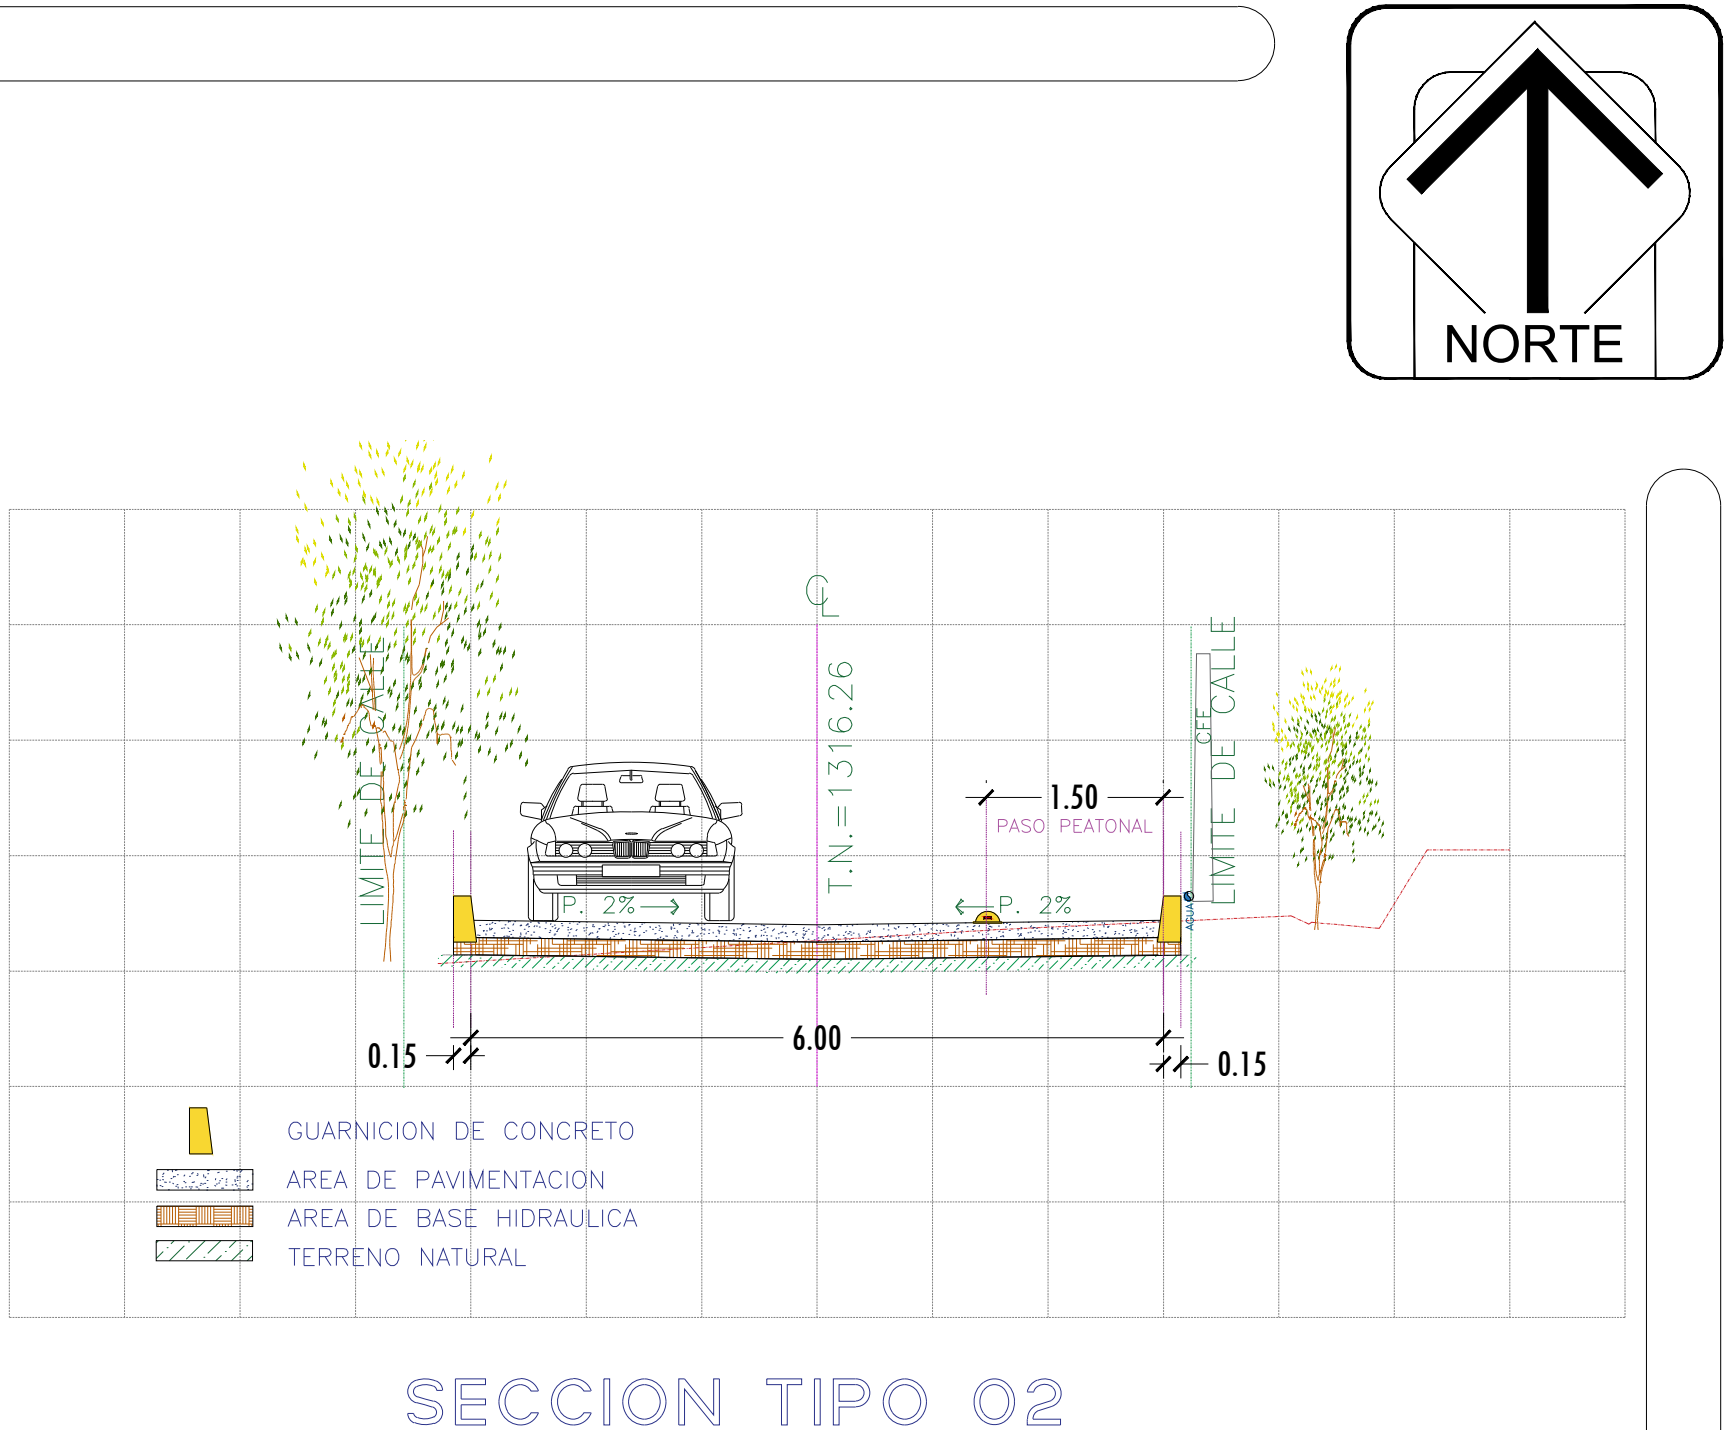 NORTE
LIMITE DE CALLE
T.N.=1316.26
LIMITE DE CALLE
CFE
1.50
PASO PEATONAL
P. 2%
P. 2%
AGUA
6.00
0.15
0.15
GUARNICION DE CONCRETO
AREA DE PAVIMENTACION
AREA DE BASE HIDRAULICA
TERRENO NATURAL
SECCION TIPO 02